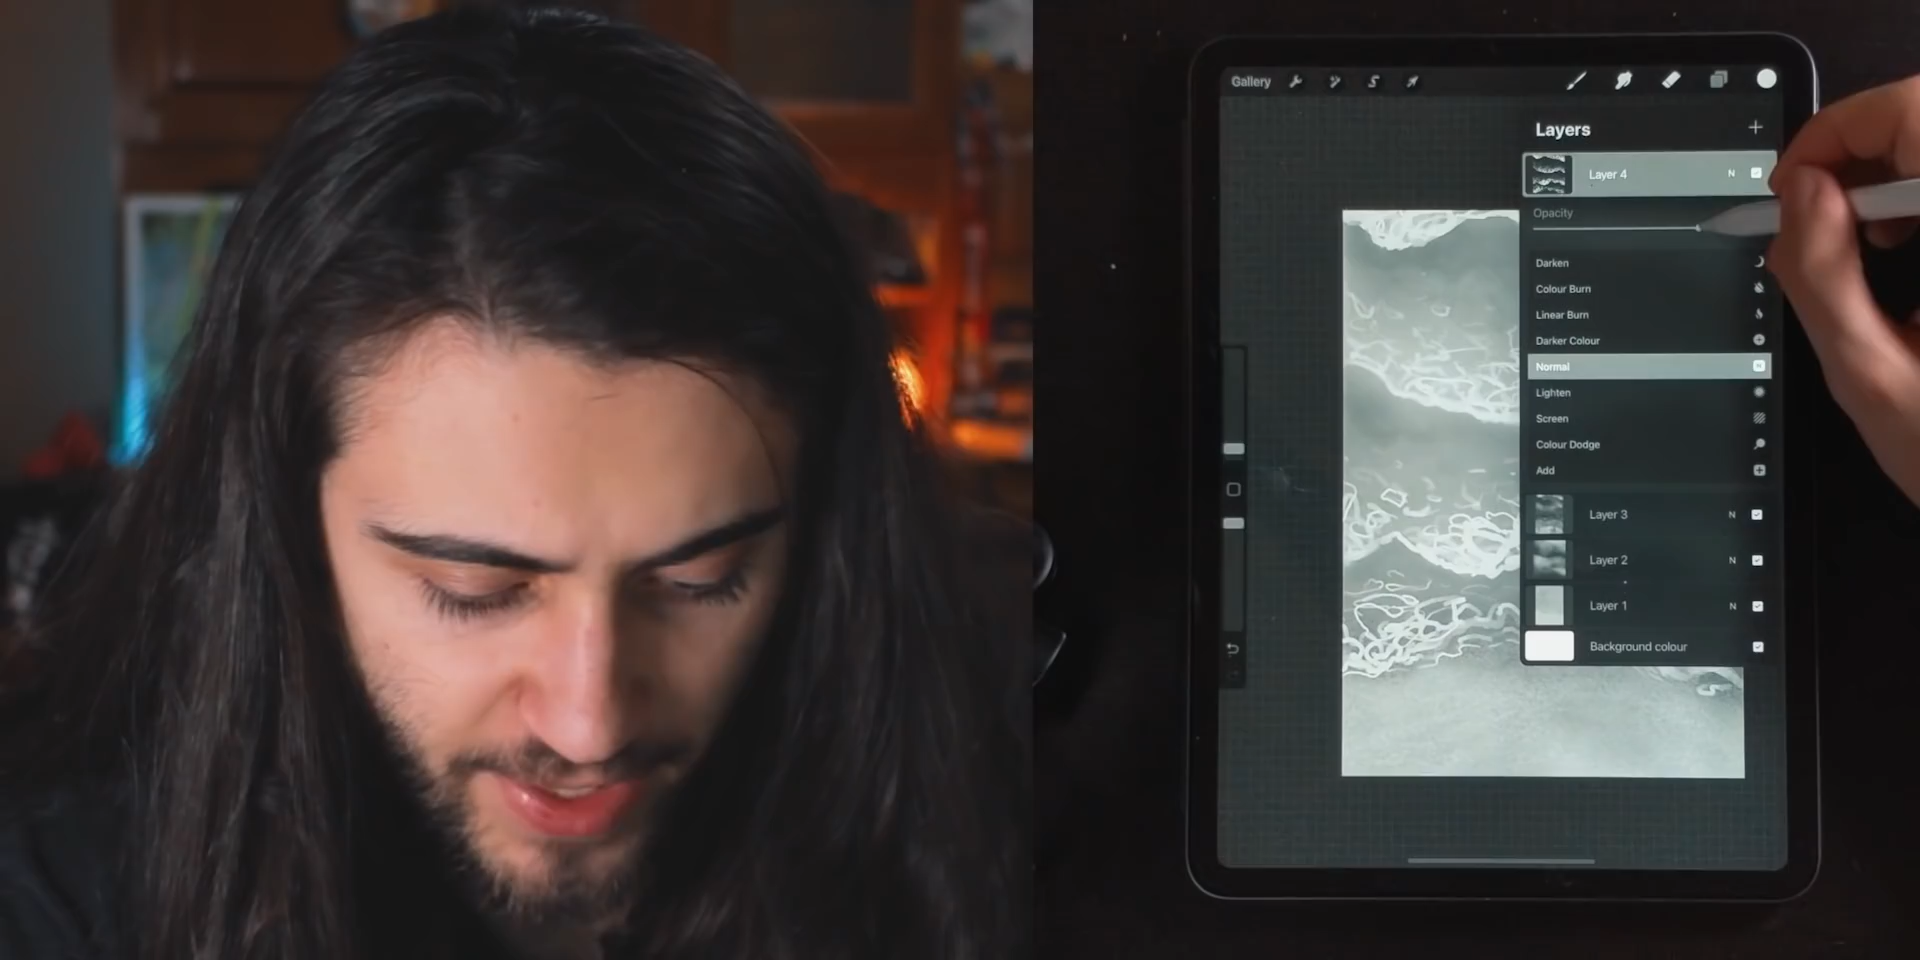 Gallery
Layers
Layer 4 N
Opacity
Darken
Colour Burn
Linear Burn
Darker Colour
Normal
Lighten
Screen
Colour Dodge
Add
Layer 3 N
Layer 2 N
Layer 1 N
Background colour